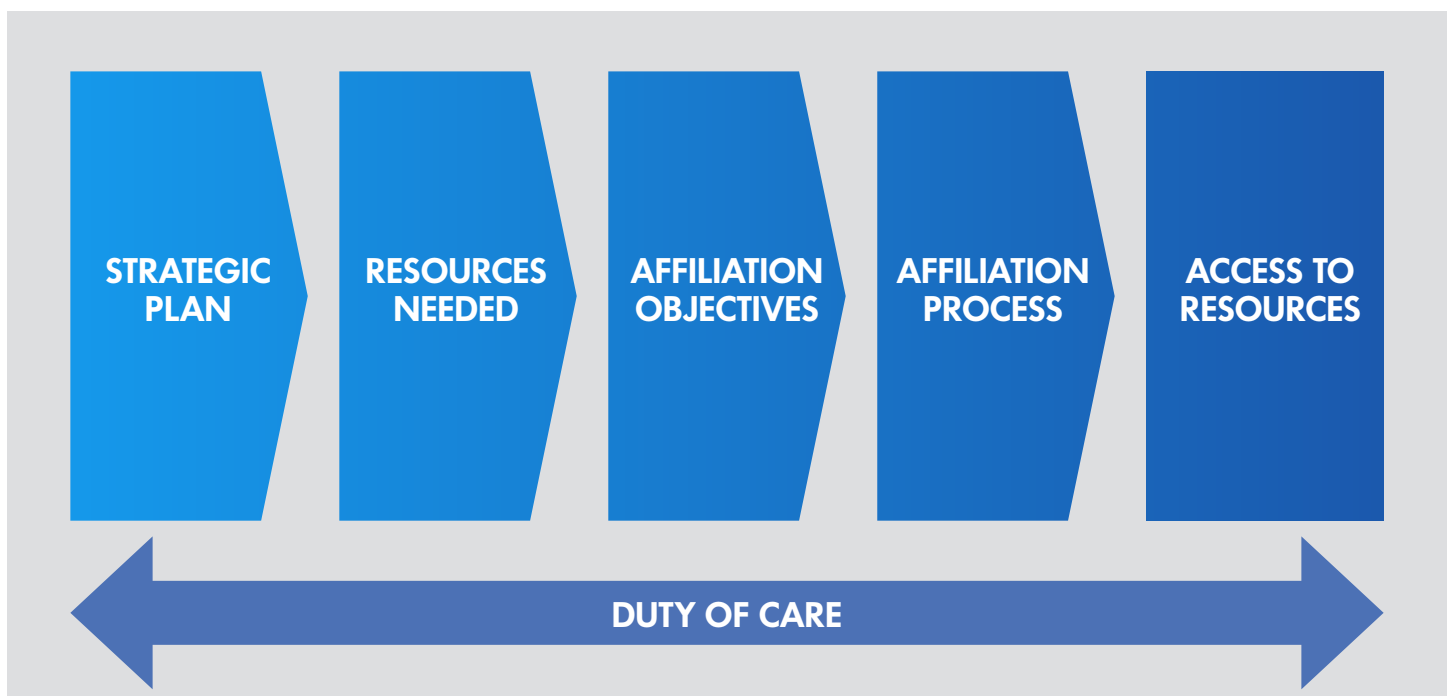 STRATEGIC
PLAN
RESOURCES
NEEDED
AFFILIATION
OBJECTIVES
AFFILIATION
PROCESS
ACCESS TO
RESOURCES
DUTY OF CARE